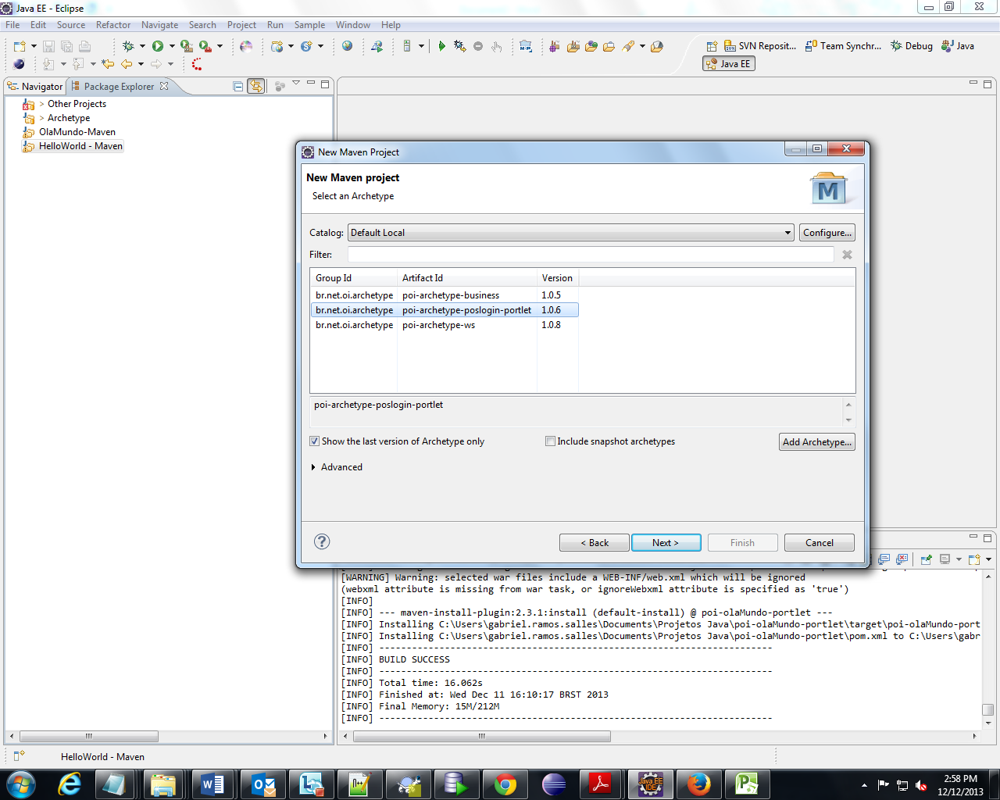 Java EE - Eclipse
File Edit Source Refactor Navigate Search Project Run Sample Window Help
SVN Reposit... Team Synchr... Debug Java
Java EE
Navigator Package Explorer
> Other Projects
> Archetype
OlaMundo-Maven
HelloWorld - Maven
New Maven Project
New Maven project
Select an Archetype
M
Catalog: Default Local Configure...
Filter:
Group Id Artifact Id Version
br.net.oi.archetype poi-archetype-business 1.0.5
br.net.oi.archetype poi-archetype-poslogin-portlet 1.0.6
br.net.oi.archetype poi-archetype-ws 1.0.8
poi-archetype-poslogin-portlet
Show the last version of Archetype only Include snapshot archetypes Add Archetype...
Advanced
? < Back Next > Finish Cancel
[WARNING] Warning: selected war files include a WEB-INF/web.xml which will be ignored
(webxml attribute is missing from war task, or ignoreWebxml attribute is specified as 'true')
[INFO]
[INFO] --- maven-install-plugin:2.3.1:install (default-install) @ poi-olaMundo-portlet ---
[INFO] Installing C:\Users\gabriel.ramos.salles\Documents\Projetos Java\poi-olaMundo-portlet\target\poi-olaMundo-port
[INFO] Installing C:\Users\gabriel.ramos.salles\Documents\Projetos Java\poi-olaMundo-portlet\pom.xml to C:\Users\gabr
[INFO] ------------------------------------------------------------------------
[INFO] BUILD SUCCESS
[INFO] ------------------------------------------------------------------------
[INFO] Total time: 16.062s
[INFO] Finished at: Wed Dec 11 16:10:17 BRST 2013
[INFO] Final Memory: 15M/212M
[INFO] ------------------------------------------------------------------------
HelloWorld - Maven
Java EE
IDE
2:58 PM
12/12/2013